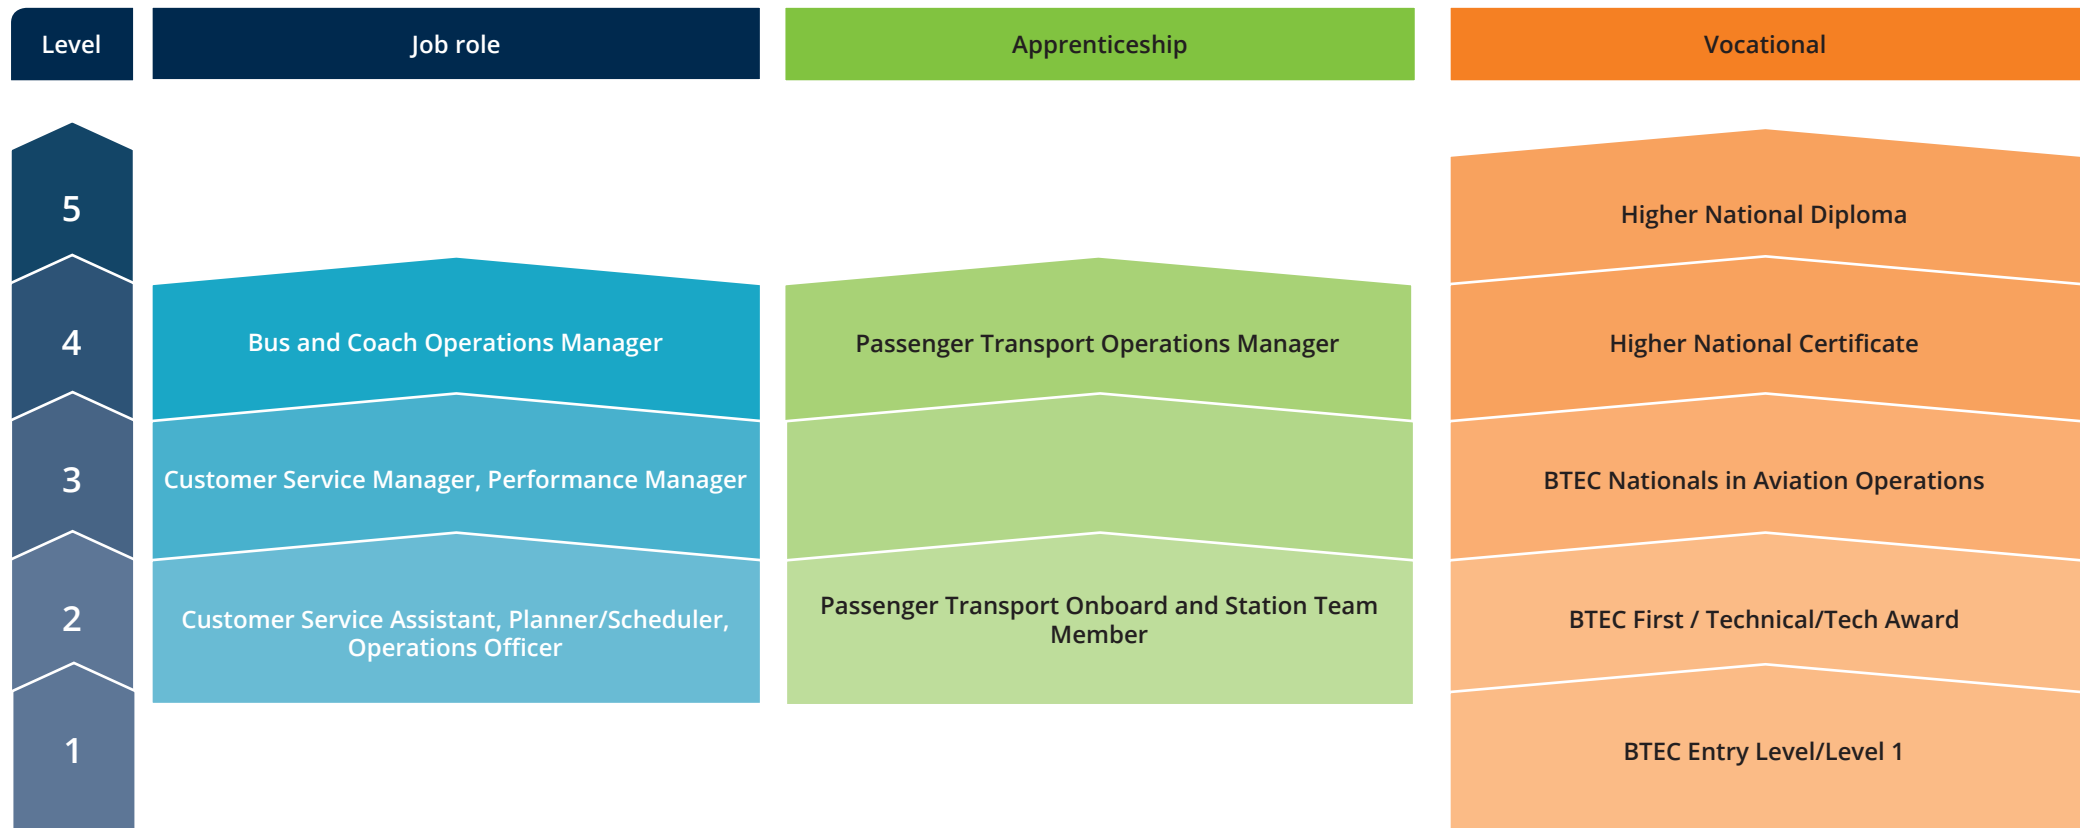 Level
Job role
Apprenticeship
Vocational
5
Higher National Diploma
4
Bus and Coach Operations Manager
Passenger Transport Operations Manager
Higher National Certificate
3
Customer Service Manager, Performance Manager
BTEC Nationals in Aviation Operations
2
Customer Service Assistant, Planner/Scheduler,
Operations Officer
Passenger Transport Onboard and Station Team
Member
BTEC First / Technical/Tech Award
1
BTEC Entry Level/Level 1